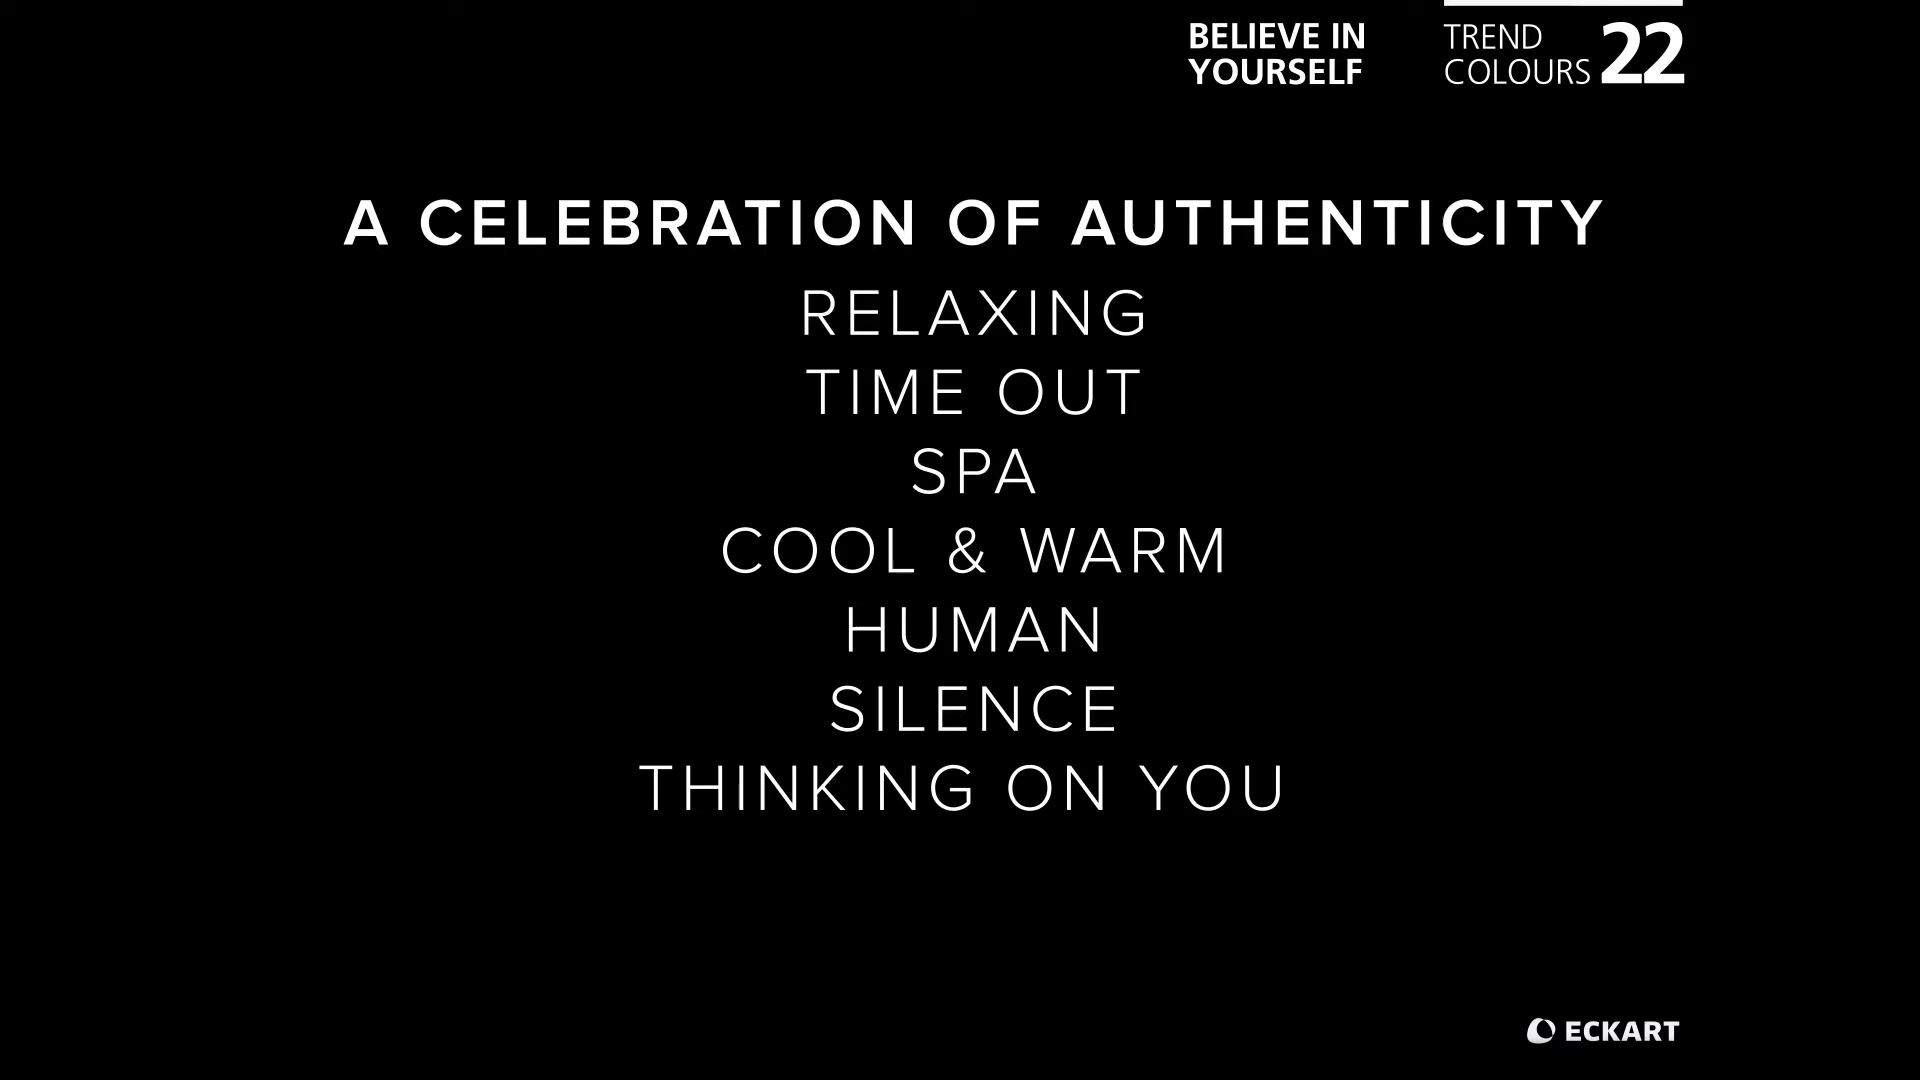 BELIEVE IN
YOURSELF
TREND
COLOURS 22
A CELEBRATION OF AUTHENTICITY
RELAXING
TIME OUT
SPA
COOL & WARM
HUMAN
SILENCE
THINKING ON YOU
ECKART